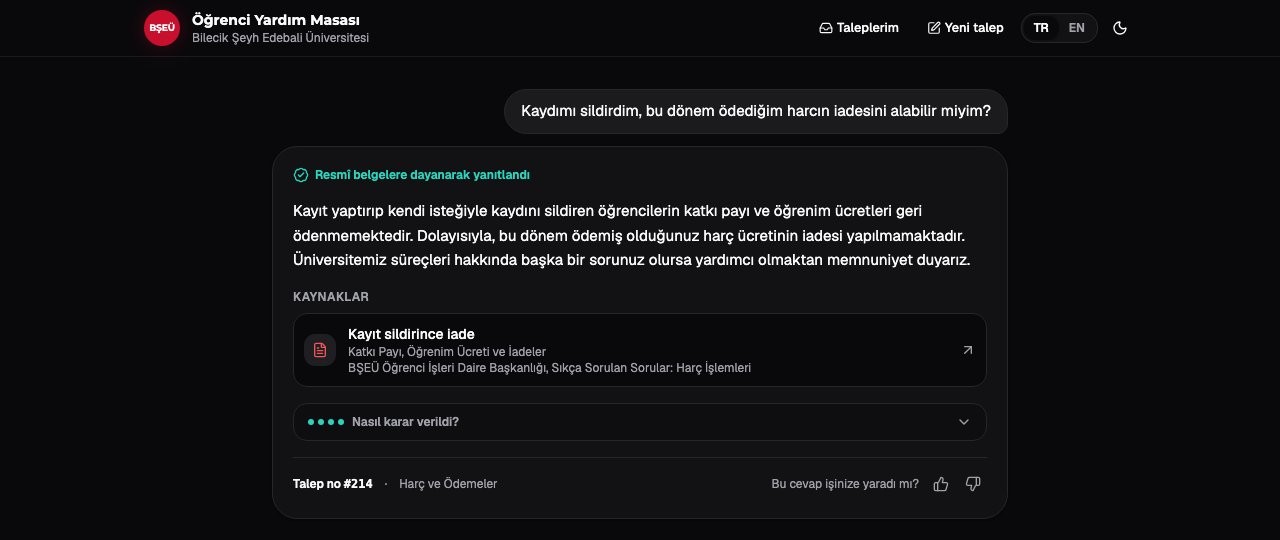 BŞEÜ
Öğrenci Yardım Masası
Bilecik Şeyh Edebali Üniversitesi
Taleplerim
Yeni talep
TR
EN
Kaydımı sildirdim, bu dönem ödediğim harcın iadesini alabilir miyim?
Resmî belgelere dayanarak yanıtlandı
Kayıt yaptırıp kendi isteğiyle kaydını sildiren öğrencilerin katkı payı ve öğrenim ücretleri geri
ödenmemektedir. Dolayısıyla, bu dönem ödemiş olduğunuz harç ücretinin iadesi yapılmamaktadır.
Üniversitemiz süreçleri hakkında başka bir sorunuz olursa yardımcı olmaktan memnuniyet duyarız.
KAYNAKLAR
Kayıt sildirince iade
Katkı Payı, Öğrenim Ücreti ve İadeler
BŞEÜ Öğrenci İşleri Daire Başkanlığı, Sıkça Sorulan Sorular: Harç İşlemleri
Nasıl karar verildi?
Talep no #214 · Harç ve Ödemeler
Bu cevap işinize yaradı mı?